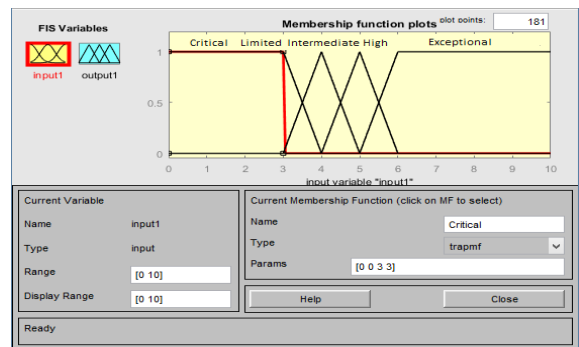 FIS Variables
Membership function plots plot points: 181
input1 output1
Critical Limited Intermediate High Exceptional
1
0.5
0
0 1 2 3 4 5 6 7 8 9 10
input variable "input1"
Current Variable
Name input1
Type input
Range [0 10]
Display Range [0 10]
Current Membership Function (click on MF to select)
Name Critical
Type trapmf
Params [0 0 3 3]
Help Close
Ready